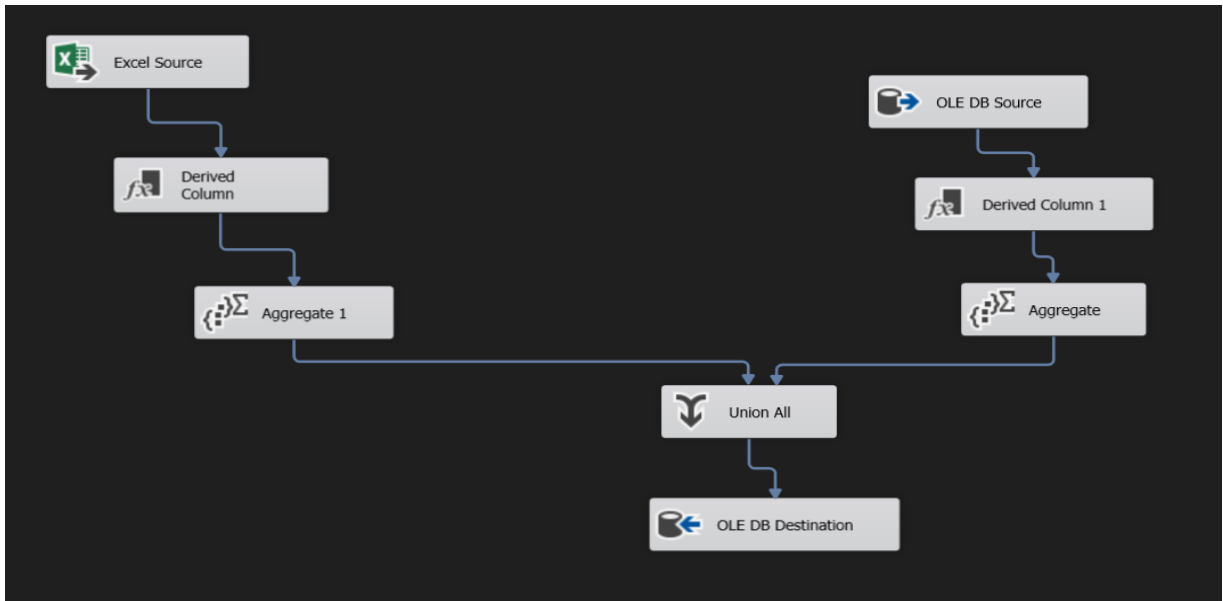 Excel Source
OLE DB Source
Derived
Column
Derived Column 1
Aggregate 1
Aggregate
Union All
OLE DB Destination